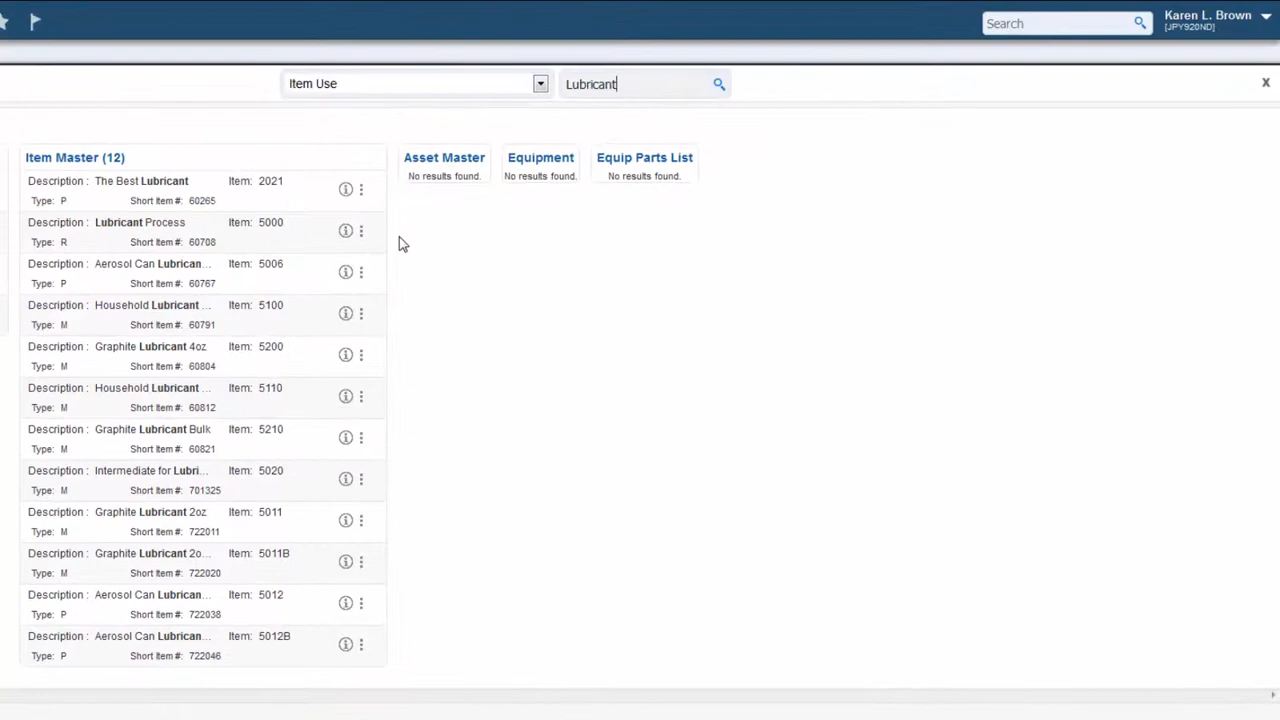 Search
Karen L. Brown
[JPY920ND]
Item Use
Lubricant
x
Item Master (12)
Description : The Best Lubricant Item: 2021
Type: P Short Item #: 60265
Description : Lubricant Process Item: 5000
Type: R Short Item #: 60708
Description : Aerosol Can Lubrican... Item: 5006
Type: P Short Item #: 60767
Description : Household Lubricant ... Item: 5100
Type: M Short Item #: 60791
Description : Graphite Lubricant 4oz Item: 5200
Type: M Short Item #: 60804
Description : Household Lubricant ... Item: 5110
Type: M Short Item #: 60812
Description : Graphite Lubricant Bulk Item: 5210
Type: M Short Item #: 60821
Description : Intermediate for Lubri... Item: 5020
Type: M Short Item #: 701325
Description : Graphite Lubricant 2oz Item: 5011
Type: M Short Item #: 722011
Description : Graphite Lubricant 2o... Item: 5011B
Type: M Short Item #: 722020
Description : Aerosol Can Lubrican... Item: 5012
Type: P Short Item #: 722038
Description : Aerosol Can Lubrican... Item: 5012B
Type: P Short Item #: 722046
Asset Master
No results found.
Equipment
No results found.
Equip Parts List
No results found.